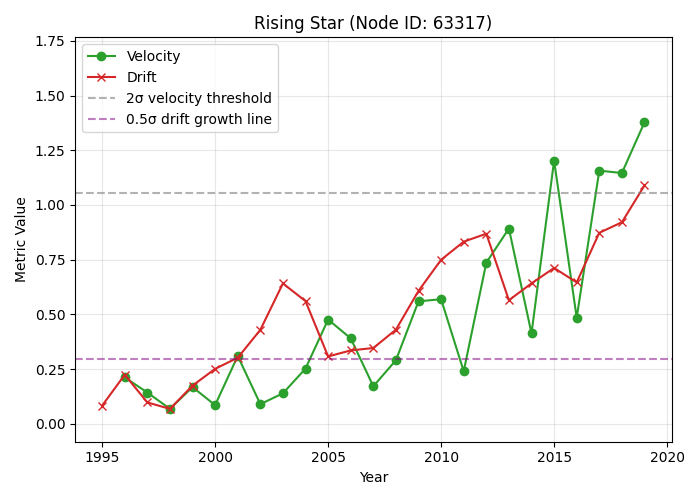 Rising Star (Node ID: 63317)
Velocity
Drift
2σ velocity threshold
0.5σ drift growth line
Metric Value
1.75
1.50
1.25
1.00
0.75
0.50
0.25
0.00
1995 2000 2005 2010 2015 2020
Year